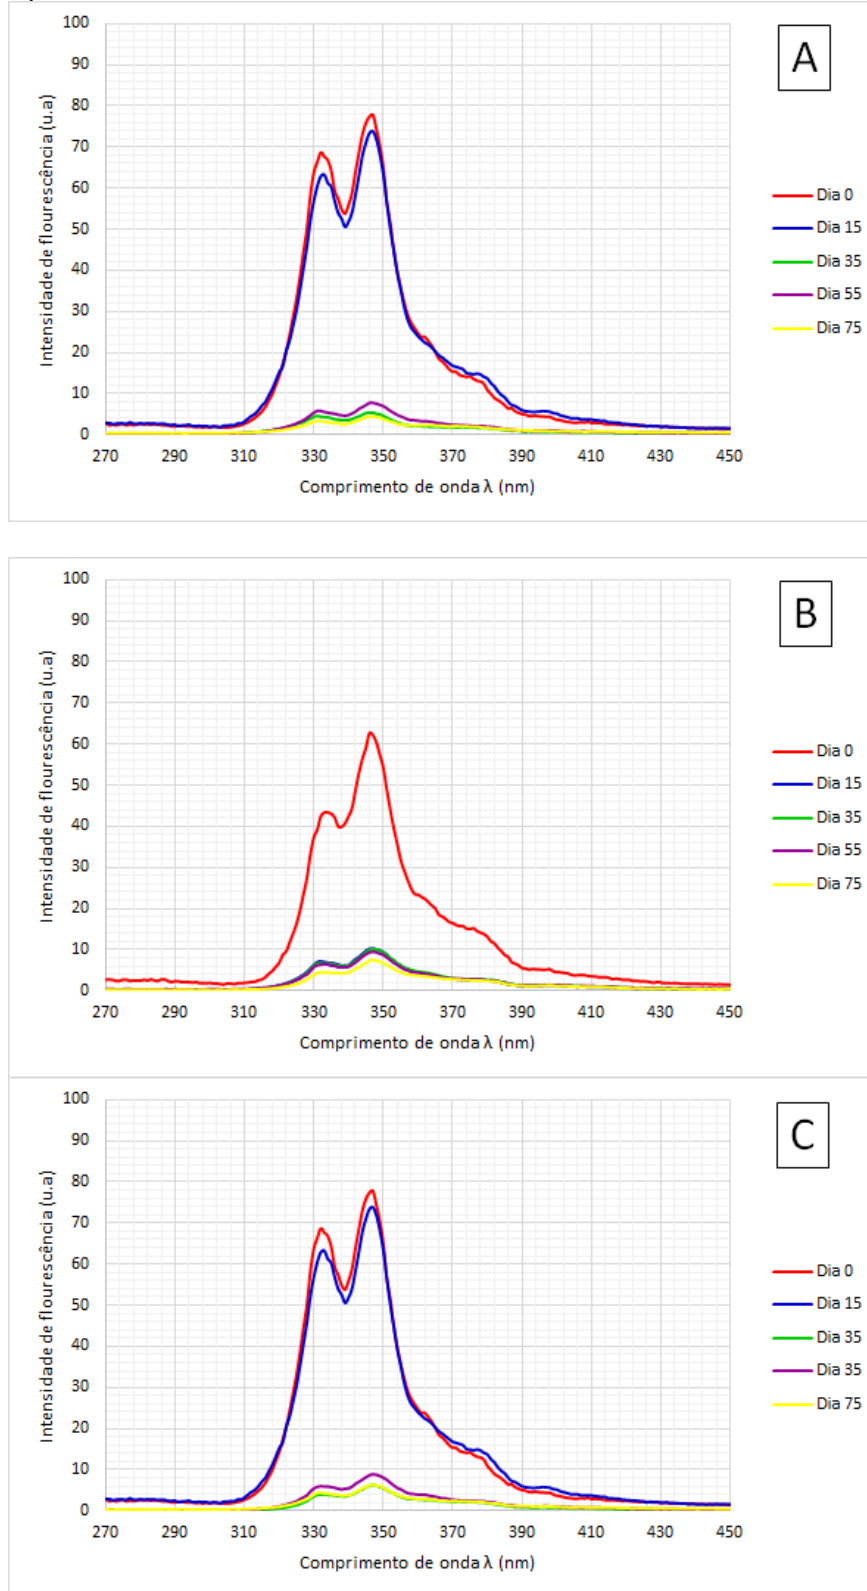 100
90
80
70
60
50
40
30
20
10
0
Intensidade de flourescência (u.a)
270 290 310 330 350 370 390 410 430 450
Comprimento de onda λ (nm)
A
Dia 0
Dia 15
Dia 35
Dia 55
Dia 75
100
90
80
70
60
50
40
30
20
10
0
Intensidade de flourescência (u.a)
270 290 310 330 350 370 390 410 430 450
Comprimento de onda λ (nm)
B
Dia 0
Dia 15
Dia 35
Dia 55
Dia 75
100
90
80
70
60
50
40
30
20
10
0
Intensidade de flourescência (u.a)
270 290 310 330 350 370 390 410 430 450
Comprimento de onda λ (nm)
C
Dia 0
Dia 15
Dia 35
Dia 35
Dia 75